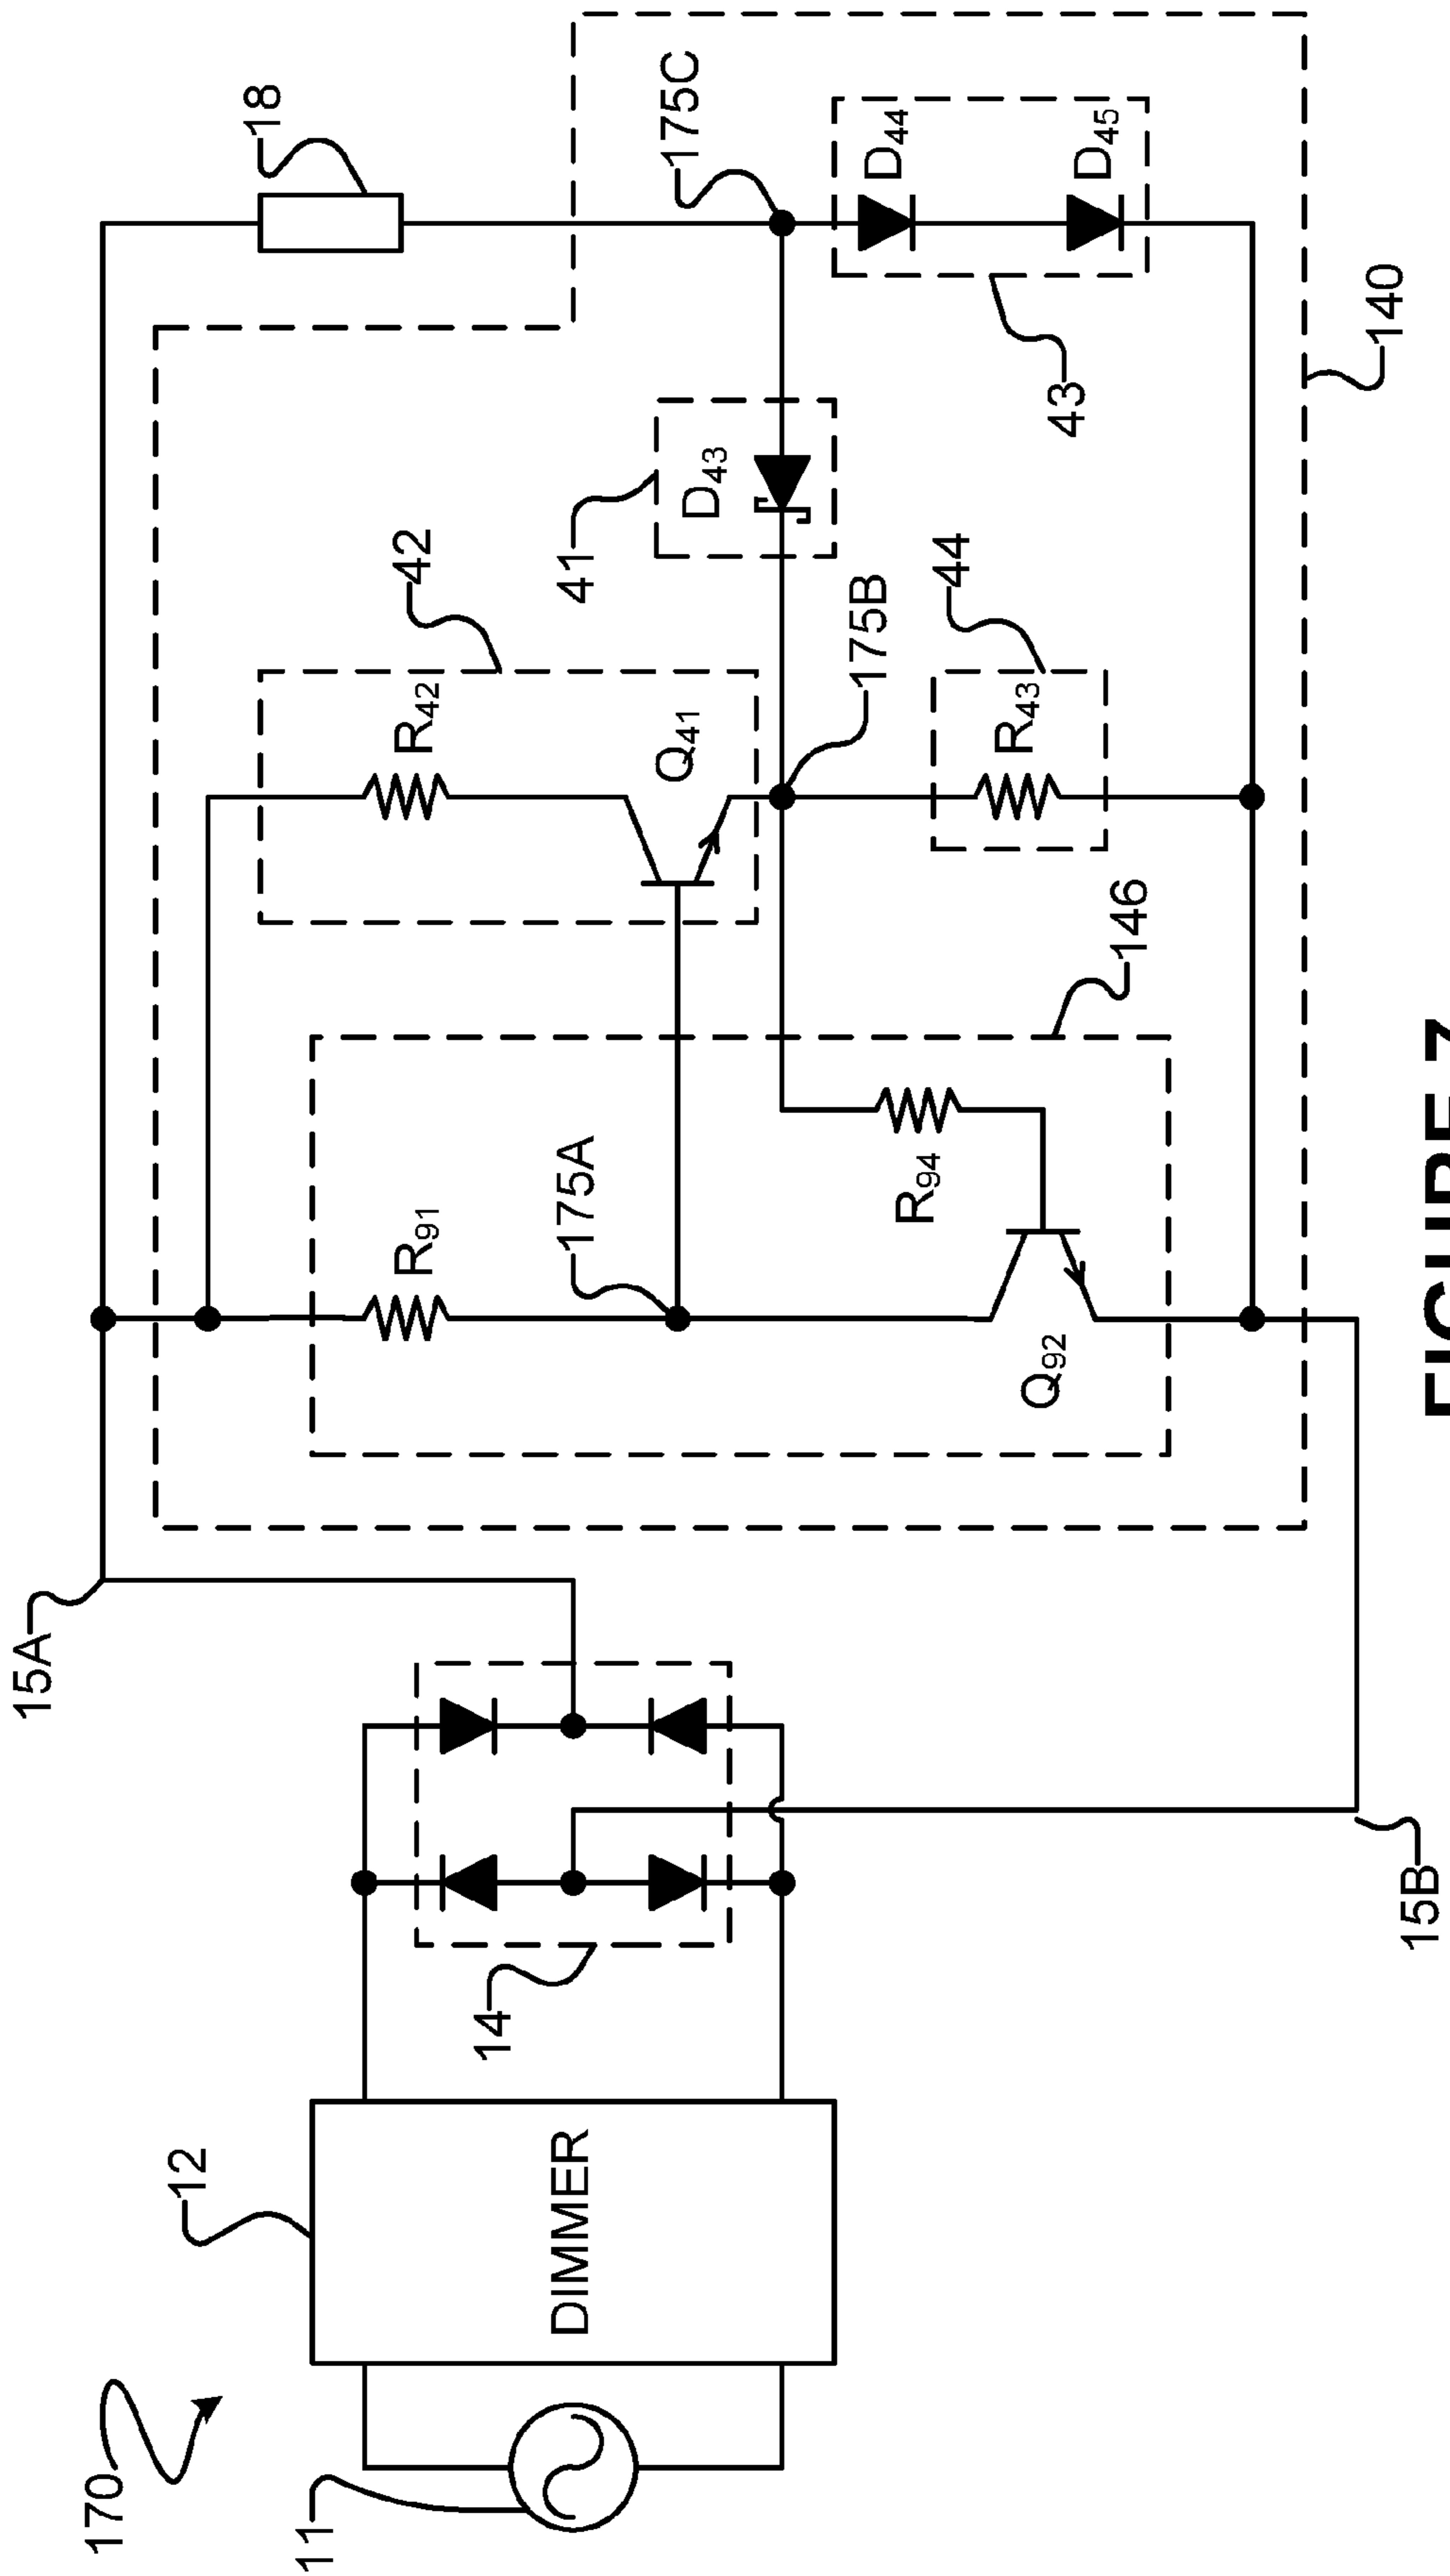 170
11
12
DIMMER
14
15A
15B
R91
175A
Q92
R94
146
42
R42
Q41
175B
44
R43
41
D43
18
175C
D44
D45
43
140
FIGURE 7